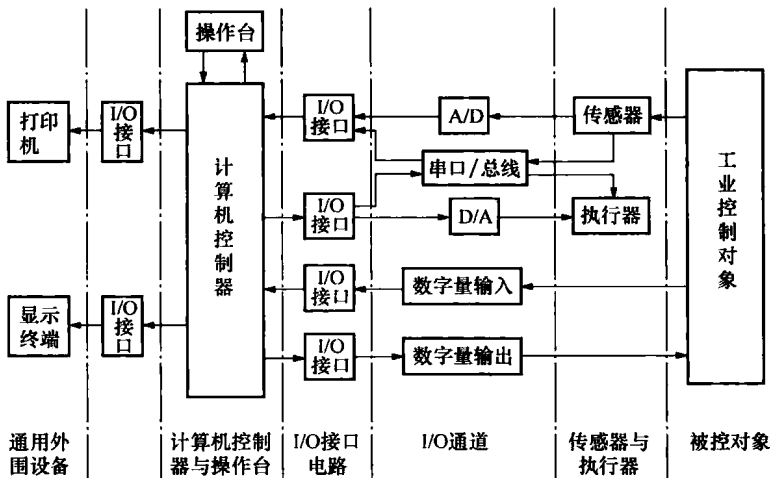 操作台
打印
机
I/O
接
口
计
算
机
控
制
器
I/O
接口
A/D
传感器
串口/总线
I/O
接口
D/A
执行器
工
业
控
制
对
象
显示
终端
I/O
接
口
I/O
接口
数字量输入
I/O
接口
数字量输出
通用外
围设备
计算机控制
器与操作台
I/O接口
电路
I/O通道
传感器与
执行器
被控对象